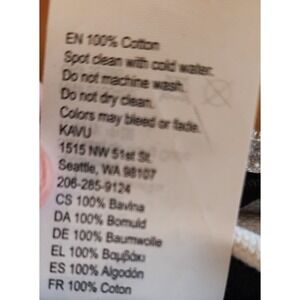 EN 100% Cotton
Spot clean with cold water.
Do not machine wash.
Do not dry clean.
Colors may bleed or fade.
KAVU
1515 NW 51st St.
Seattle, WA 98107
206-285-9124
CS 100% Bavlna
DA 100% Bomuld
DE 100% Baumwolle
EL 100% Βαμβάκι
ES 100% Algodón
FR 100% Coton